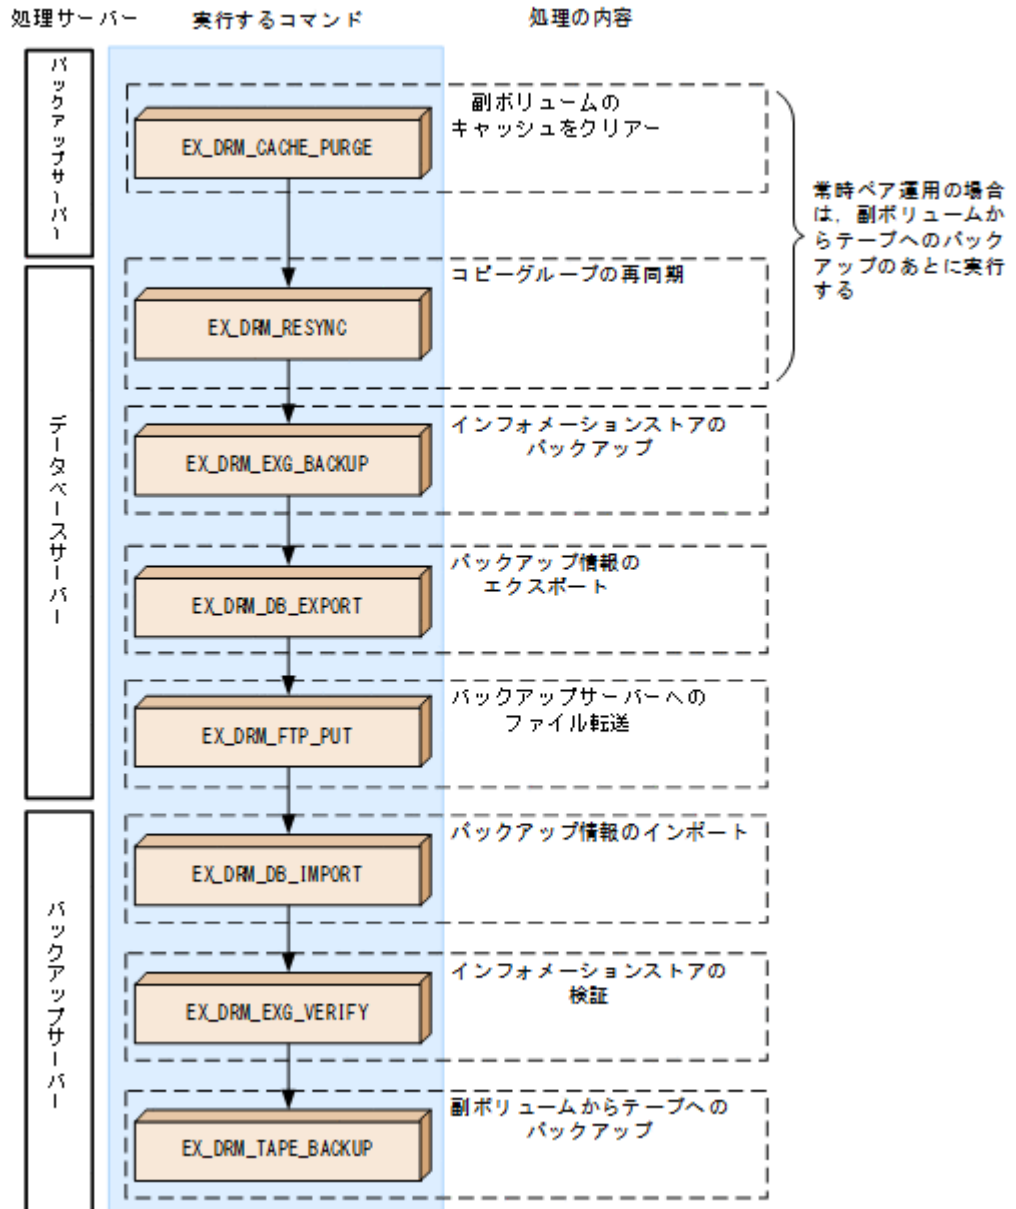 処理サーバー 実行するコマンド 処理の内容
バックアップサーバー
EX_DRM_CACHE_PURGE
副ボリュームの
キャッシュをクリアー
常時ペア運用の場合
は，副ボリュームか
らテープへのバック
アップのあとに実行
する
データベースサーバー
EX_DRM_RESYNC
コピーグループの再同期
EX_DRM_EXG_BACKUP
インフォメーションストアの
バックアップ
EX_DRM_DB_EXPORT
バックアップ情報の
エクスポート
EX_DRM_FTP_PUT
バックアップサーバーへの
ファイル転送
バックアップサーバー
EX_DRM_DB_IMPORT
バックアップ情報のインポート
EX_DRM_EXG_VERIFY
インフォメーションストアの
検証
EX_DRM_TAPE_BACKUP
副ボリュームからテープへの
バックアップ